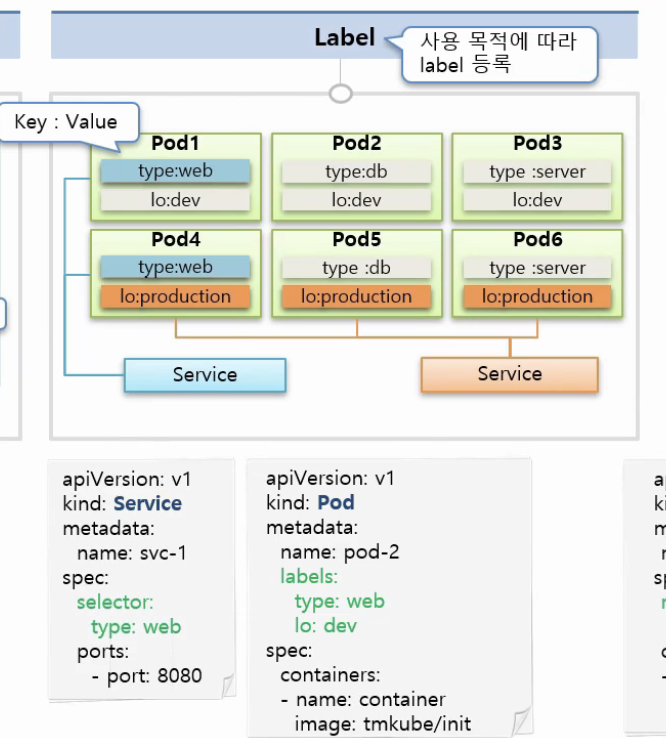 Label
사용 목적에 따라
label 등록
Key : Value
Pod1
type:web
lo:dev
Pod2
type:db
lo:dev
Pod3
type :server
lo:dev
Pod4
type:web
lo:production
Pod5
type :db
lo:production
Pod6
type :server
lo:production
Service
Service
apiVersion: v1
kind: Service
metadata:
name: svc-1
spec:
selector:
type: web
ports:
- port: 8080
apiVersion: v1
kind: Pod
metadata:
name: pod-2
labels:
type: web
lo: dev
spec:
containers:
- name: container
image: tmkube/init